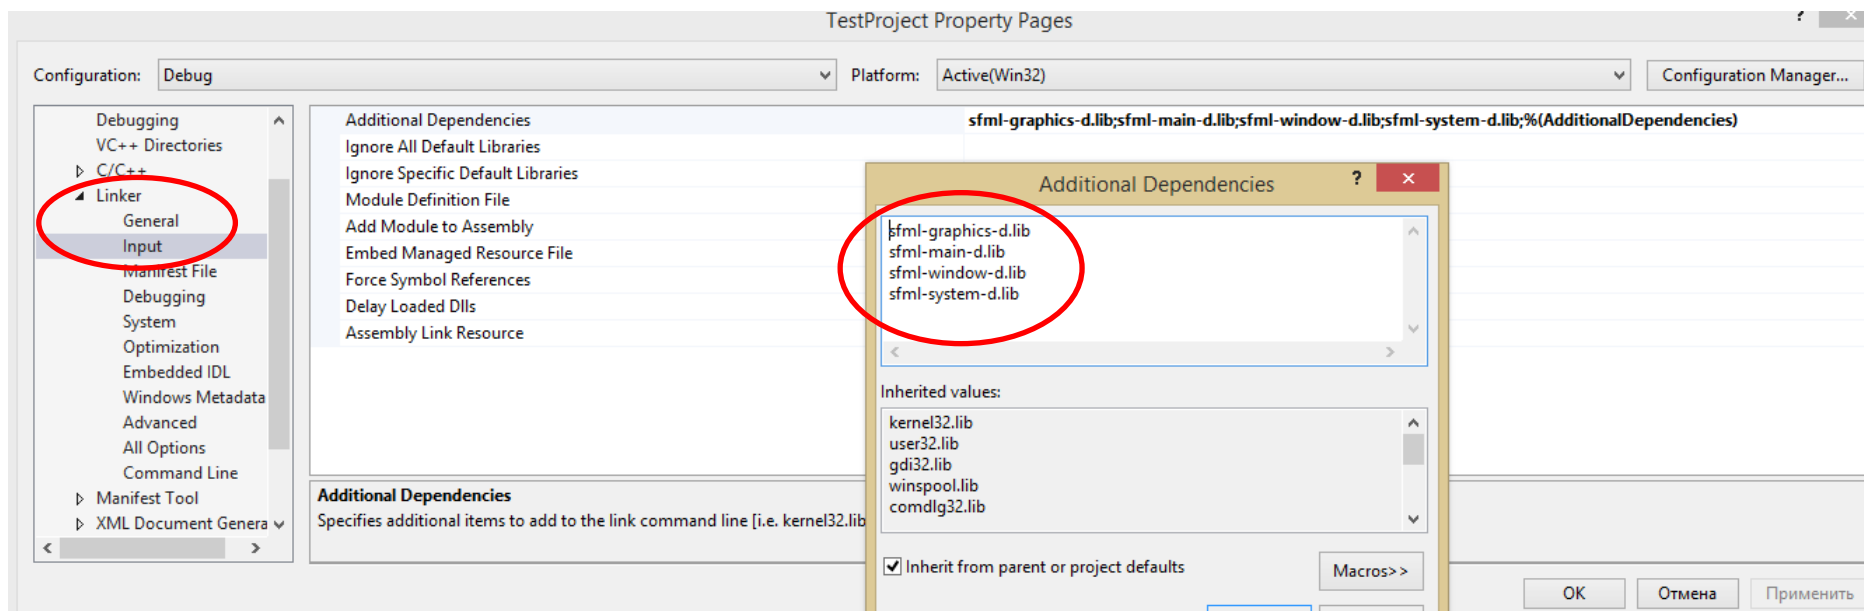 TestProject Property Pages
?
Configuration:
Debug
Platform:
Active(Win32)
Configuration Manager...
Debugging
VC++ Directories
C/C++
Linker
General
Input
Manifest File
Debugging
System
Optimization
Embedded IDL
Windows Metadata
Advanced
All Options
Command Line
Manifest Tool
XML Document Genera
Additional Dependencies
sfml-graphics-d.lib;sfml-main-d.lib;sfml-window-d.lib;sfml-system-d.lib;%(AdditionalDependencies)
Ignore All Default Libraries
Ignore Specific Default Libraries
Module Definition File
Add Module to Assembly
Embed Managed Resource File
Force Symbol References
Delay Loaded Dlls
Assembly Link Resource
Additional Dependencies
Specifies additional items to add to the link command line [i.e. kernel32.lib
Additional Dependencies
?
sfml-graphics-d.lib
sfml-main-d.lib
sfml-window-d.lib
sfml-system-d.lib
Inherited values:
kernel32.lib
user32.lib
gdi32.lib
winspool.lib
comdlg32.lib
Inherit from parent or project defaults
Macros>>
OK
Отмена
Применить